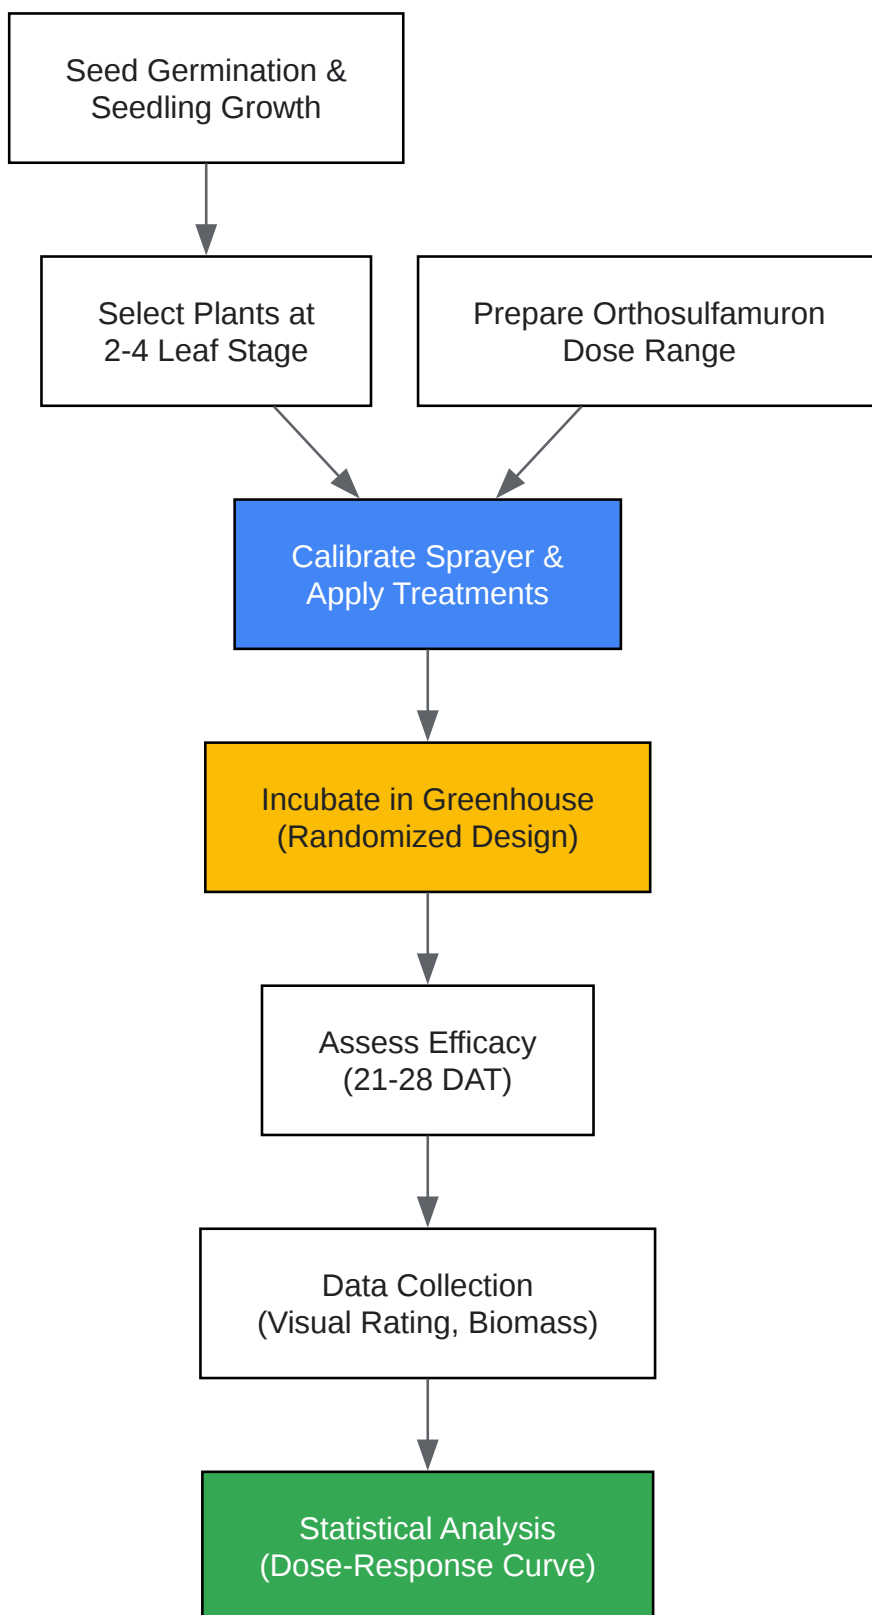 Seed Germination &
Seedling Growth
Select Plants at
2-4 Leaf Stage
Prepare Orthosulfamuron
Dose Range
Calibrate Sprayer &
Apply Treatments
Incubate in Greenhouse
(Randomized Design)
Assess Efficacy
(21-28 DAT)
Data Collection
(Visual Rating, Biomass)
Statistical Analysis
(Dose-Response Curve)